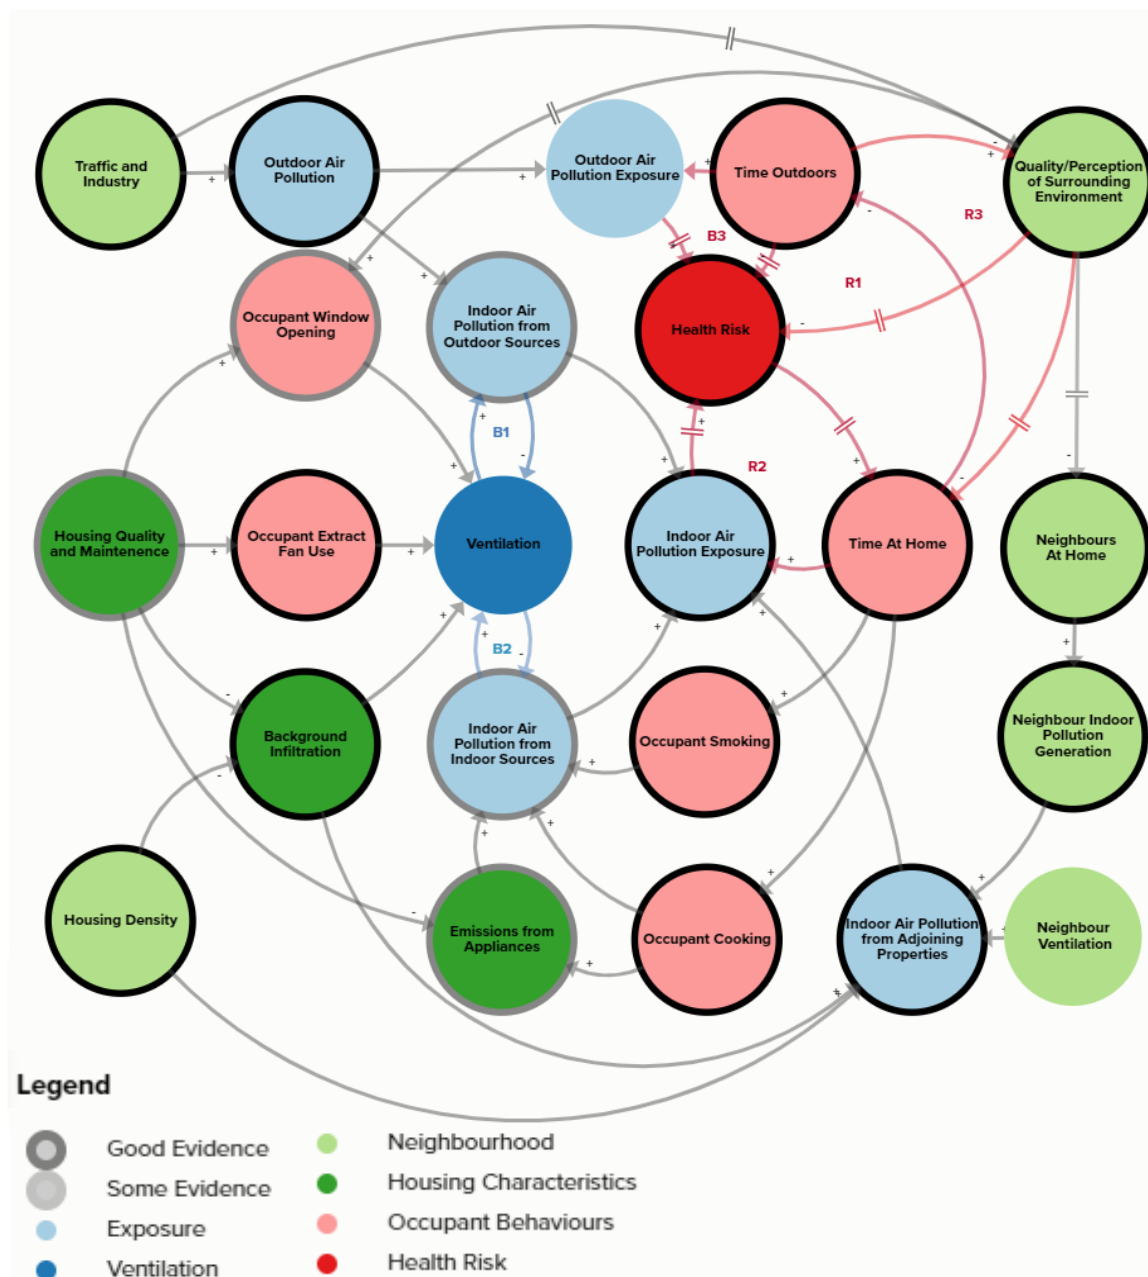 Traffic and
Industry
+
Outdoor Air
Pollution
+
Outdoor Air
Pollution Exposure
+
Time Outdoors
-
+
Quality/Perception
of Surrounding
Environment
B3
R3
R1
Occupant Window
Opening
+
+
Indoor Air
Pollution from
Outdoor Sources
Health Risk
-
-
+
+
B1
-
+
+
+
R2
+
-
-
Housing Quality
and Maintenence
+
Occupant Extract
Fan Use
+
Ventilation
Indoor Air
Pollution Exposure
+
Time At Home
Neighbours
At Home
+
+
B2
-
+
+
+
-
Background
Infiltration
-
Indoor Air
Pollution from
Indoor Sources
+
Occupant Smoking
+
Neighbour Indoor
Pollution
Generation
+
+
+
+
Housing Density
-
Emissions from
Appliances
+
Occupant Cooking
Indoor Air Pollution
from Adjoining
Properties
+
Neighbour
Ventilation
+
+
Legend
Good Evidence
Some Evidence
Exposure
Ventilation
Neighbourhood
Housing Characteristics
Occupant Behaviours
Health Risk